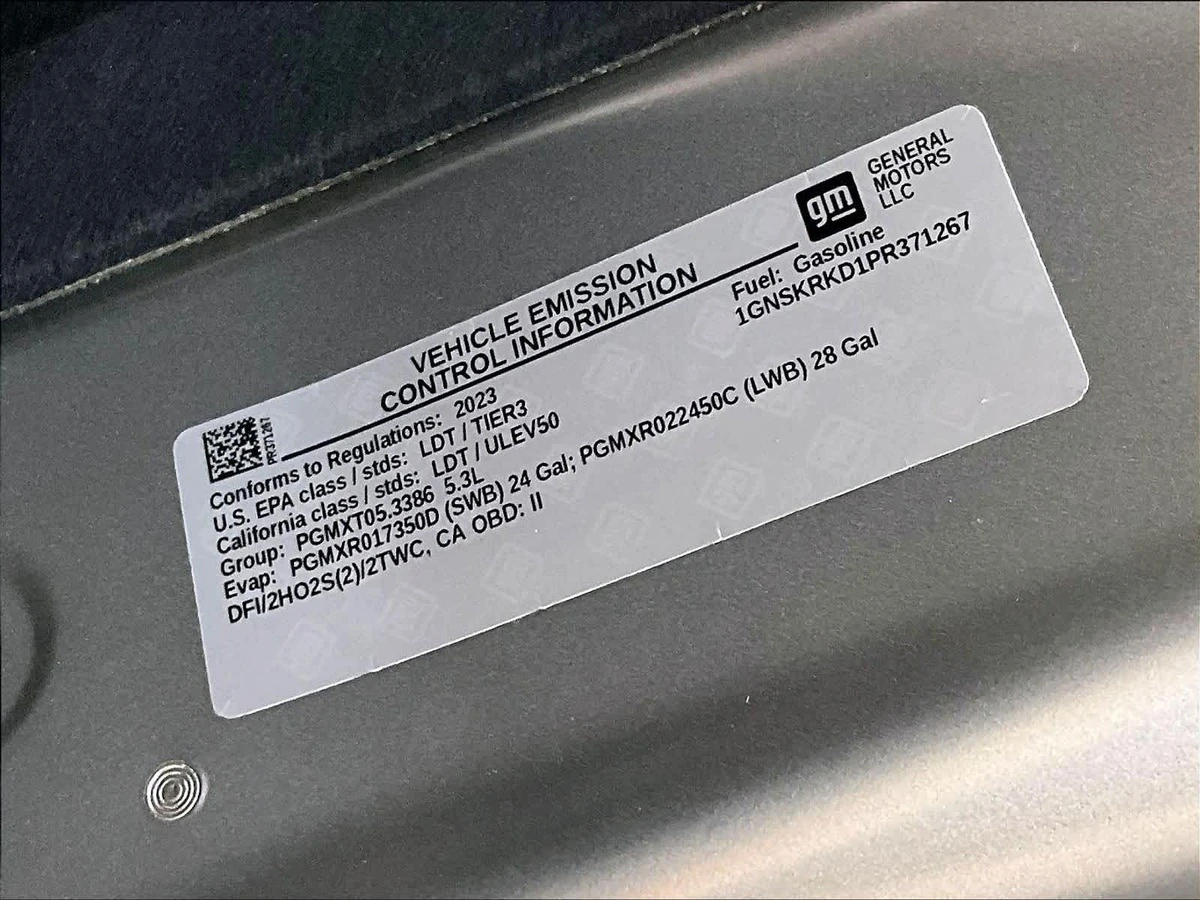 gm
GENERAL
MOTORS
LLC
VEHICLE EMISSION
CONTROL INFORMATION
Fuel: Gasoline
1GNSKRKD1PR371267
PR371267
Conforms to Regulations: 2023
U.S. EPA class / stds: LDT / TIER3
California class / stds: LDT / ULEV50
Group: PGMXT05.3386 5.3L
Evap: PGMXR017350D (SWB) 24 Gal; PGMXR022450C (LWB) 28 Gal
DFI/2HO2S(2)/2TWC, CA OBD: II